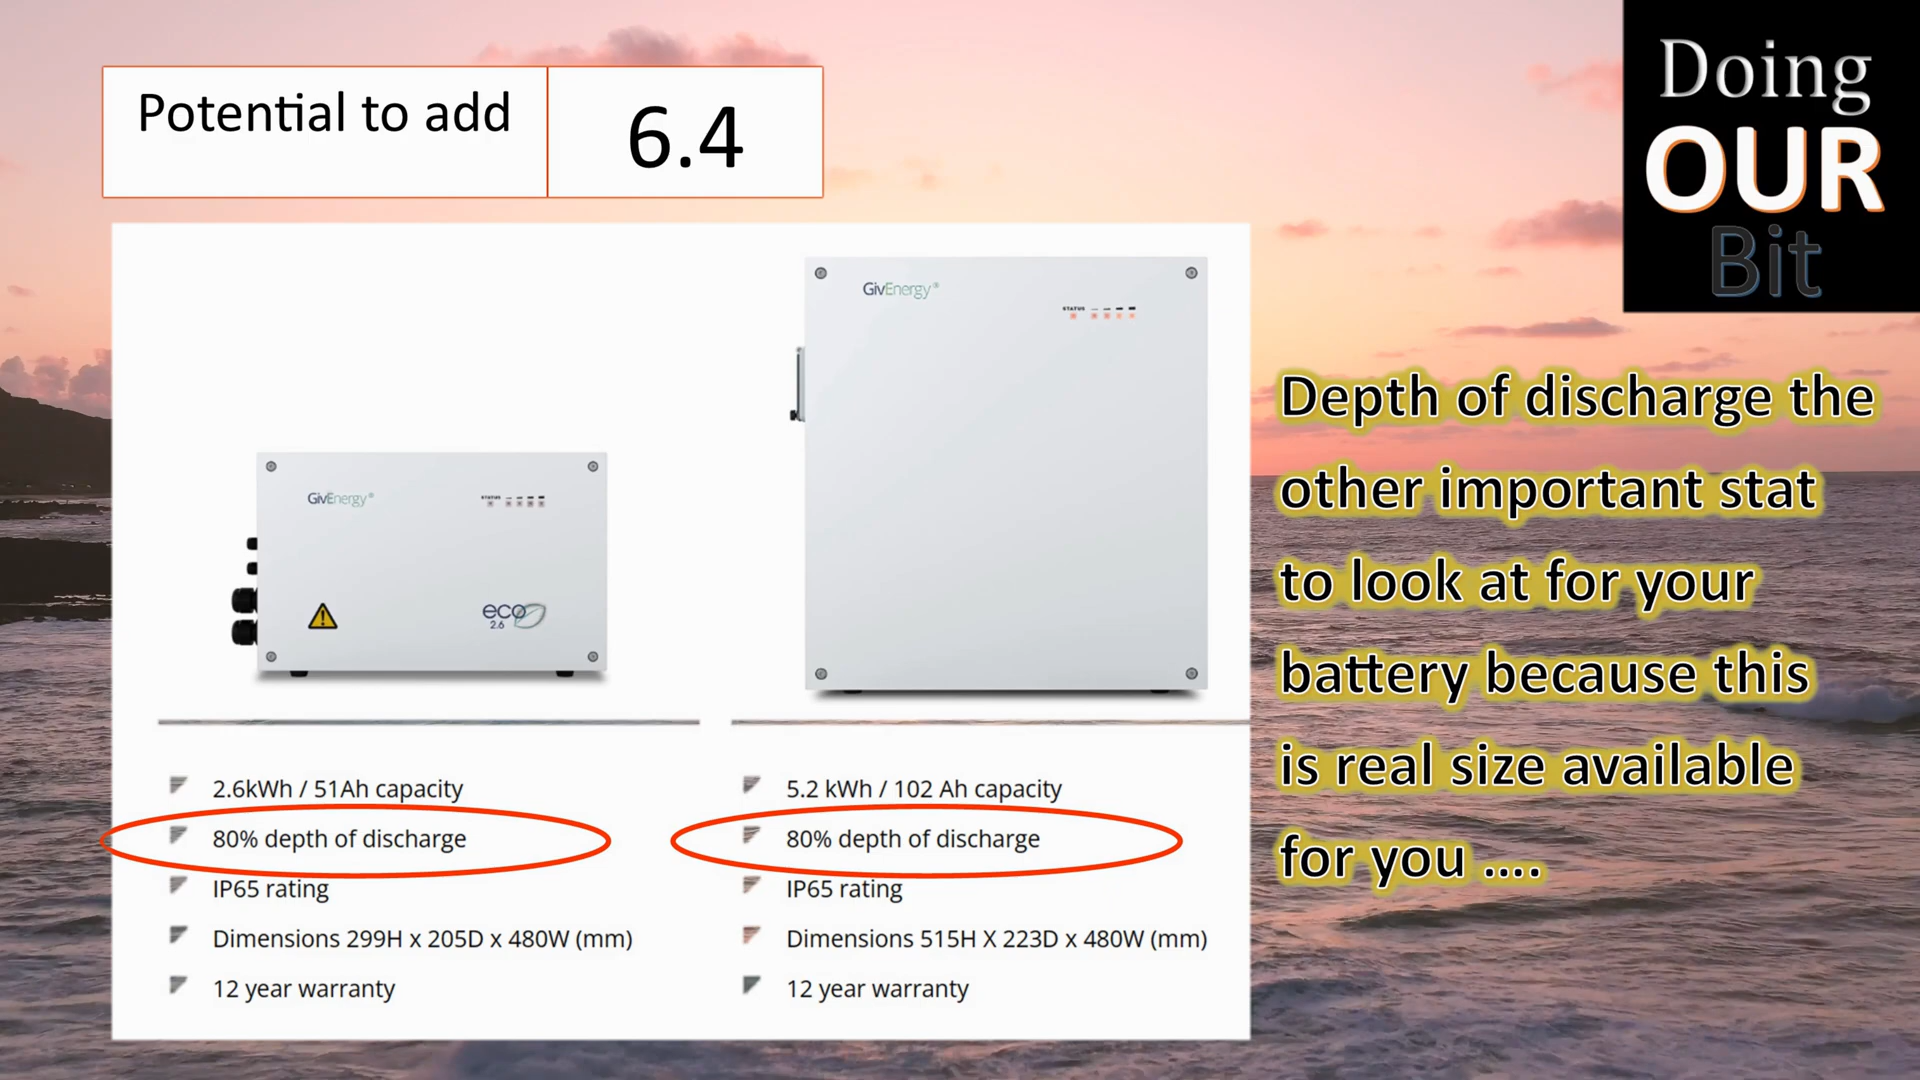 Potential to add
6.4
Doing
OUR
Bit
GivEnergy®
STATUS
eco
2.6
GivEnergy®
STATUS
2.6kWh / 51Ah capacity
80% depth of discharge
IP65 rating
Dimensions 299H x 205D x 480W (mm)
12 year warranty
5.2 kWh / 102 Ah capacity
80% depth of discharge
IP65 rating
Dimensions 515H X 223D x 480W (mm)
12 year warranty
Depth of discharge the
other important stat
to look at for your
battery because this
is real size available
for you ....